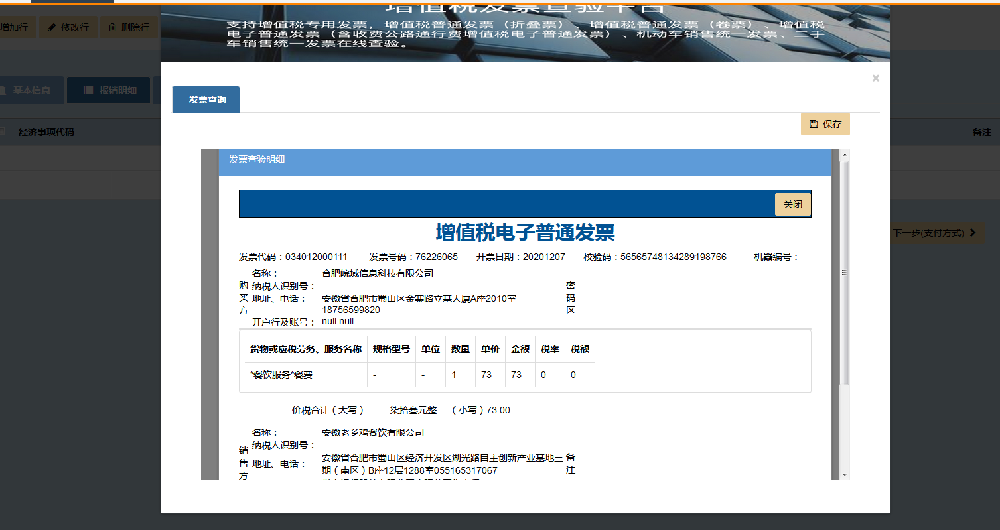 增值税发票查验平台
支持增值税专用发票，增值税普通发票（折叠票）、增值税普通发票（卷票）、增值税
电子普通发票（含收费公路通行费增值税电子普通发票）、机动车销售统一发票、二手
车销售统一发票在线查验。
增加行 修改行 删除行
基本信息 报销明细
经济事项代码 备注
下一步(支付方式)
×
发票查询
保存
发票查验明细
关闭
增值税电子普通发票
发票代码：034012000111 发票号码：76226065 开票日期：20201207 校验码：56565748134289198766 机器编号：
购买方
名称： 合肥皖域信息科技有限公司
纳税人识别号：
地址、电话： 安徽省合肥市蜀山区金寨路立基大厦A座2010室
18756599820
开户行及账号： null null
密码区
货物或应税劳务、服务名称 规格型号 单位 数量 单价 金额 税率 税额
*餐饮服务*餐费 - - 1 73 73 0 0
价税合计（大写） 柒拾叁元整 （小写）73.00
销售方
名称： 安徽老乡鸡餐饮有限公司
纳税人识别号：
地址、电话： 安徽省合肥市蜀山区经济开发区湖光路自主创新产业基地三
期（南区）B座12层1288室055165317067
备注